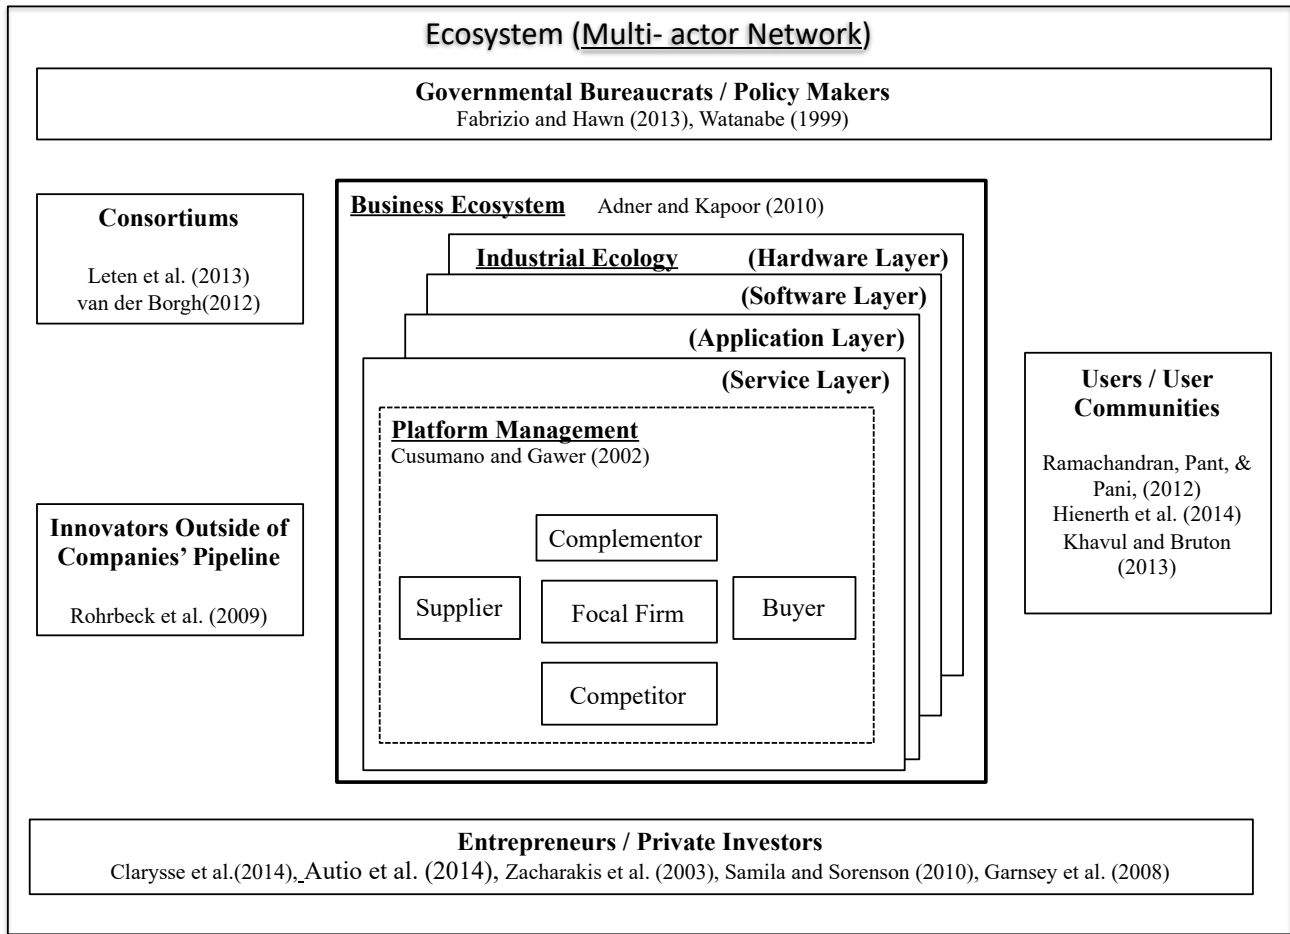 Ecosystem (Multi- actor Network)
Governmental Bureaucrats / Policy Makers
Fabrizio and Hawn (2013), Watanabe (1999)
Consortiums
Leten et al. (2013)
van der Borgh(2012)
Innovators Outside of
Companies’ Pipeline
Rohrbeck et al. (2009)
Business Ecosystem Adner and Kapoor (2010)
Industrial Ecology (Hardware Layer)
(Software Layer)
(Application Layer)
(Service Layer)
Platform Management
Cusumano and Gawer (2002)
Complementor
Supplier
Focal Firm
Buyer
Competitor
Users / User
Communities
Ramachandran, Pant, &
Pani, (2012)
Hienerth et al. (2014)
Khavul and Bruton
(2013)
Entrepreneurs / Private Investors
Clarysse et al.(2014), Autio et al. (2014), Zacharakis et al. (2003), Samila and Sorenson (2010), Garnsey et al. (2008)